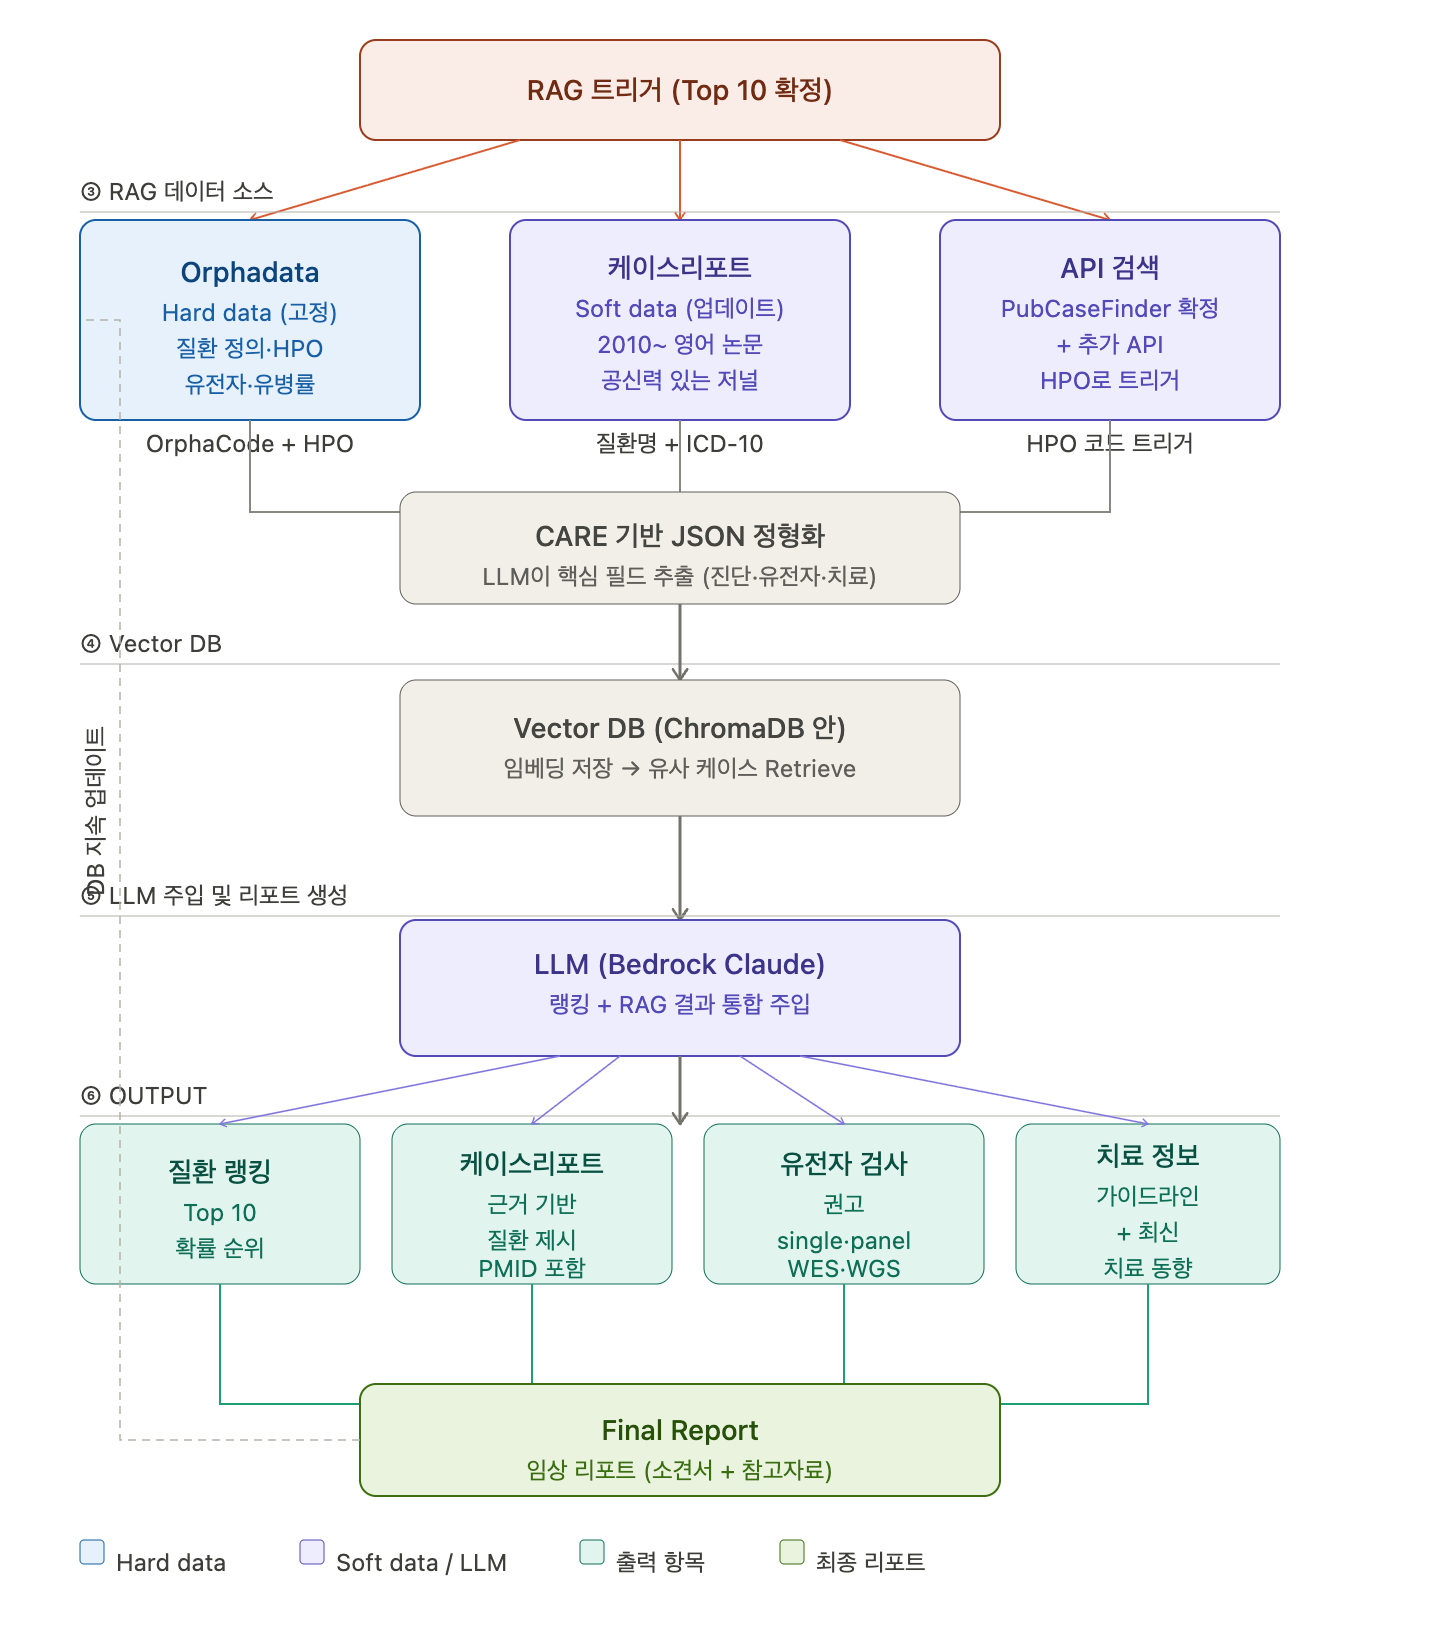 RAG 트리거 (Top 10 확정)
③ RAG 데이터 소스
Orphadata
Hard data (고정)
질환 정의·HPO
유전자·유병률
케이스리포트
Soft data (업데이트)
2010~ 영어 논문
공신력 있는 저널
API 검색
PubCaseFinder 확정
+ 추가 API
HPO로 트리거
OrphaCode + HPO
질환명 + ICD-10
HPO 코드 트리거
CARE 기반 JSON 정형화
LLM이 핵심 필드 추출 (진단·유전자·치료)
④ Vector DB
Vector DB (ChromaDB 안)
임베딩 저장 → 유사 케이스 Retrieve
DB 지속 업데이트
⑤ LLM 주입 및 리포트 생성
LLM (Bedrock Claude)
랭킹 + RAG 결과 통합 주입
⑥ OUTPUT
질환 랭킹
Top 10
확률 순위
케이스리포트
근거 기반
질환 제시
PMID 포함
유전자 검사
권고
single·panel
WES·WGS
치료 정보
가이드라인
+ 최신
치료 동향
Final Report
임상 리포트 (소견서 + 참고자료)
Hard data
Soft data / LLM
출력 항목
최종 리포트